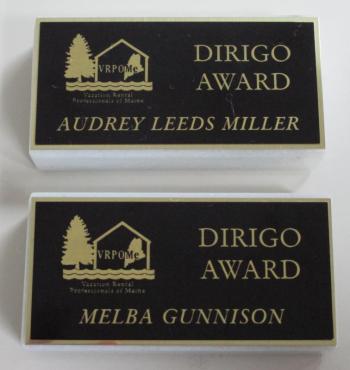 VRPOMe
Vacation Rental
Professionals of Maine
DIRIGO
AWARD
AUDREY LEEDS MILLER
VRPOMe
Vacation Rental
Professionals of Maine
DIRIGO
AWARD
MELBA GUNNISON